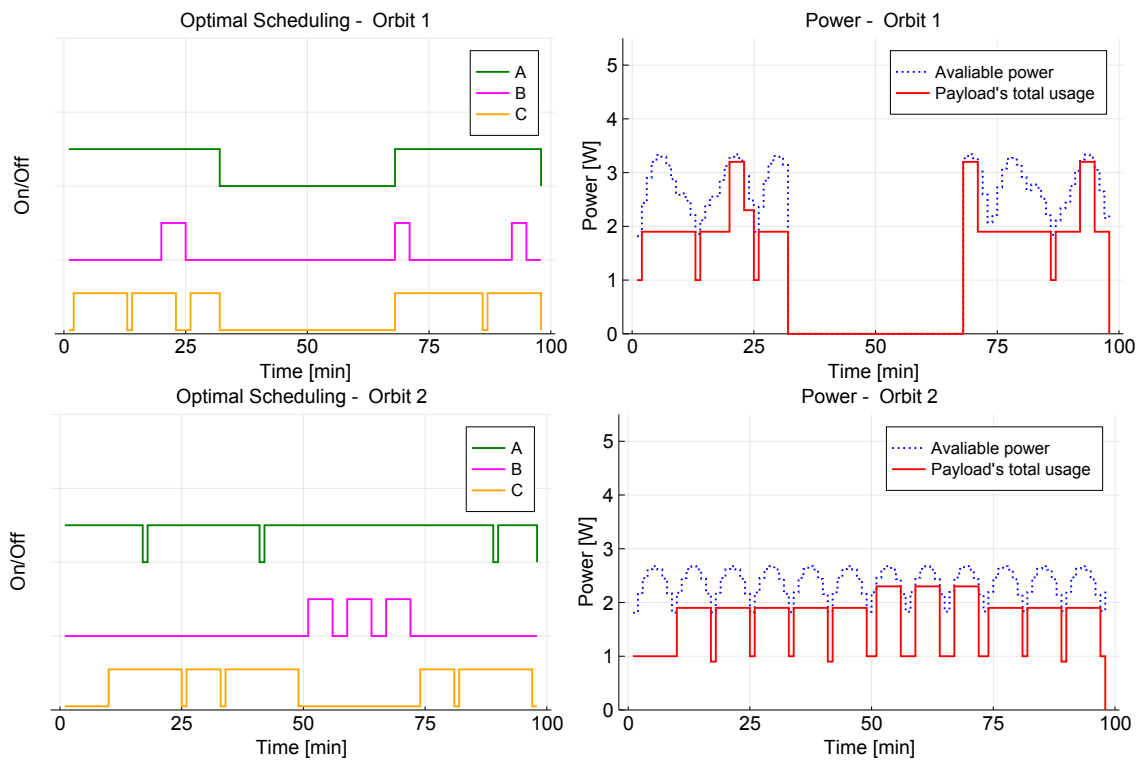 Optimal Scheduling -  Orbit 1
On/Off
A
B
C
0
25
50
75
100
Time [min]
Power -  Orbit 1
Power [W]
5
4
3
2
1
0
Avaliable power
Payload's total usage
0
25
50
75
100
Time [min]
Optimal Scheduling -  Orbit 2
On/Off
A
B
C
0
25
50
75
100
Time [min]
Power -  Orbit 2
Power [W]
5
4
3
2
1
0
Avaliable power
Payload's total usage
0
25
50
75
100
Time [min]